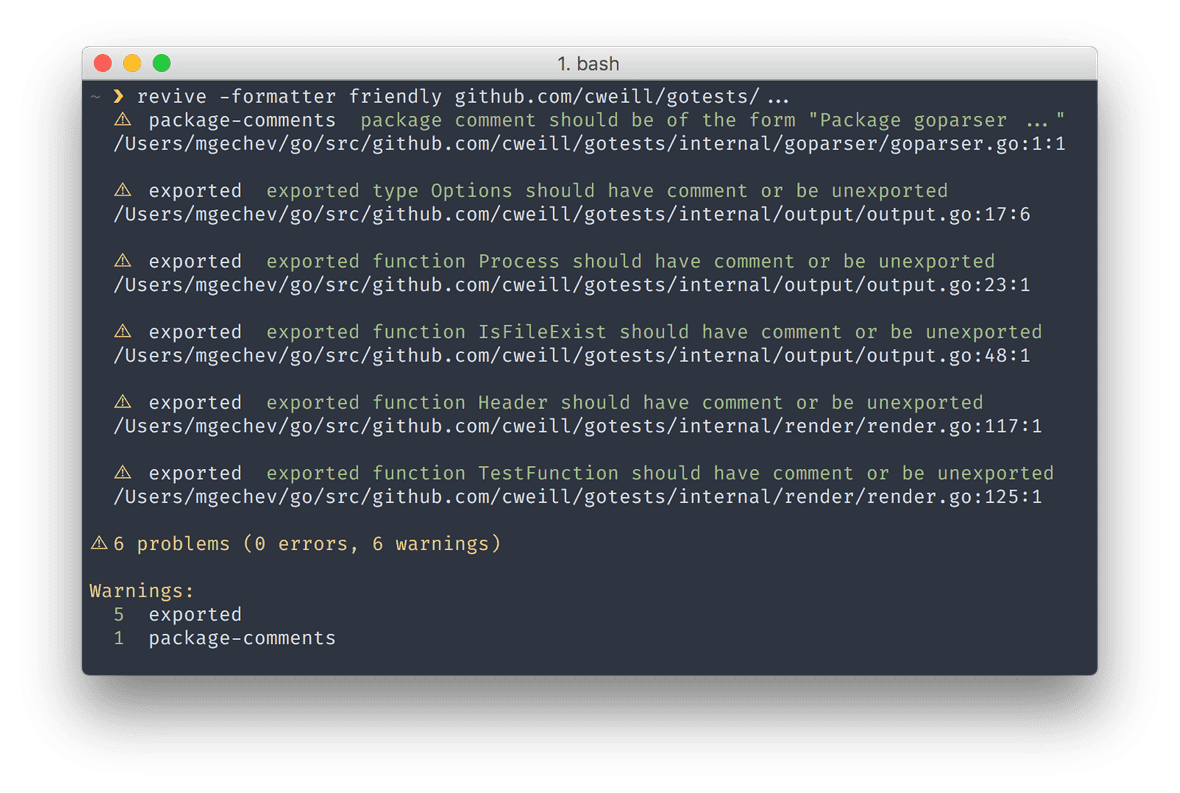 1. bash
~ ❯ revive -formatter friendly github.com/cweill/gotests/...
⚠ package-comments package comment should be of the form "Package goparser ..."
/Users/mgechev/go/src/github.com/cweill/gotests/internal/goparser/goparser.go:1:1
⚠ exported exported type Options should have comment or be unexported
/Users/mgechev/go/src/github.com/cweill/gotests/internal/output/output.go:17:6
⚠ exported exported function Process should have comment or be unexported
/Users/mgechev/go/src/github.com/cweill/gotests/internal/output/output.go:23:1
⚠ exported exported function IsFileExist should have comment or be unexported
/Users/mgechev/go/src/github.com/cweill/gotests/internal/output/output.go:48:1
⚠ exported exported function Header should have comment or be unexported
/Users/mgechev/go/src/github.com/cweill/gotests/internal/render/render.go:117:1
⚠ exported exported function TestFunction should have comment or be unexported
/Users/mgechev/go/src/github.com/cweill/gotests/internal/render/render.go:125:1
⚠ 6 problems (0 errors, 6 warnings)
Warnings:
5 exported
1 package-comments